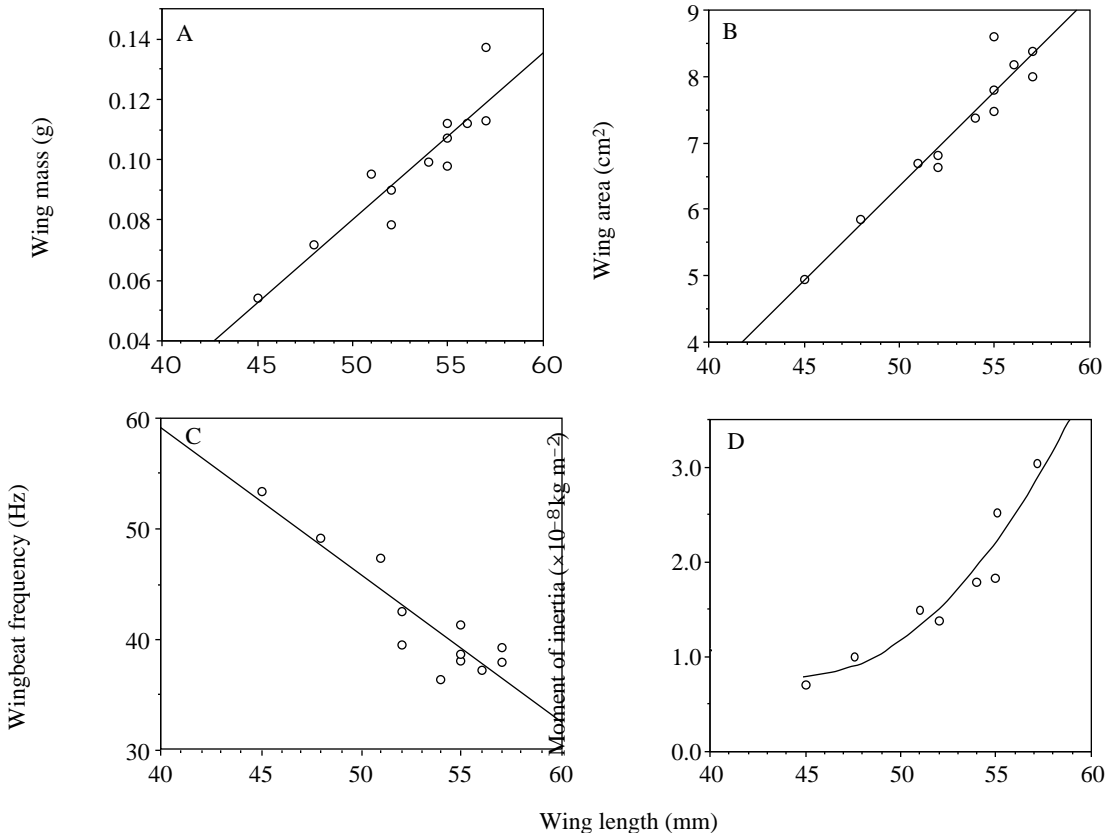 A
Wing mass (g)
0.14
0.12
0.10
0.08
0.06
0.04
40 45 50 55 60
B
Wing area (cm²)
9
8
7
6
5
4
40 45 50 55 60
C
Wingbeat frequency (Hz)
60
50
40
30
40 45 50 55 60
D
Moment of inertia (×10⁻⁸ kg m⁻²)
3.0
2.0
1.0
0.0
40 45 50 55 60
Wing length (mm)